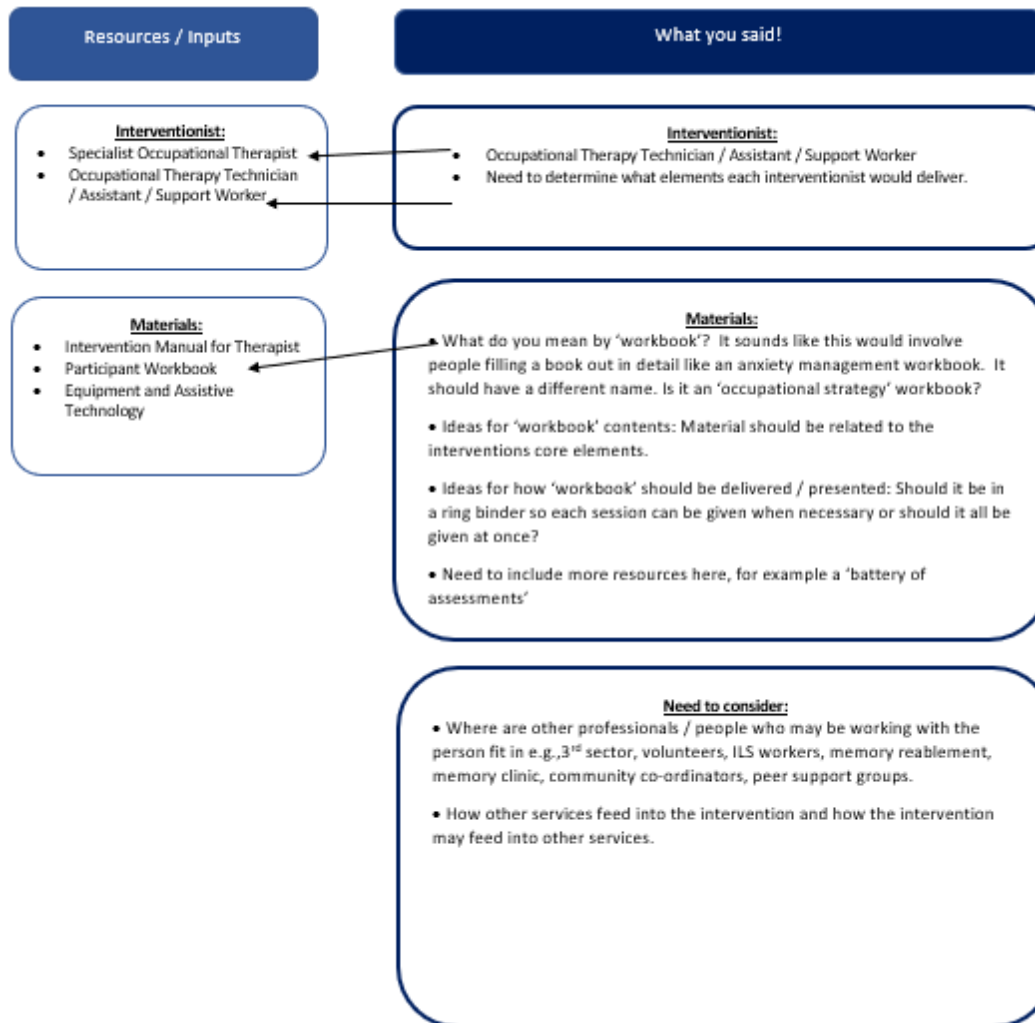 Resources / Inputs
What you said!
Interventionist:
• Specialist Occupational Therapist
• Occupational Therapy Technician
/ Assistant / Support Worker
Interventionist:
• Occupational Therapy Technician / Assistant / Support Worker
• Need to determine what elements each interventionist would deliver.
Materials:
• Intervention Manual for Therapist
• Participant Workbook
• Equipment and Assistive
Technology
Materials:
• What do you mean by ‘workbook’? It sounds like this would involve
people filling a book out in detail like an anxiety management workbook. It
should have a different name. Is it an ‘occupational strategy’ workbook?
• Ideas for ‘workbook’ contents: Material should be related to the
interventions core elements.
• Ideas for how ‘workbook’ should be delivered / presented: Should it be in
a ring binder so each session can be given when necessary or should it all be
given at once?
• Need to include more resources here, for example a ‘battery of
assessments’
Need to consider:
• Where are other professionals / people who may be working with the
person fit in e.g.,3rd sector, volunteers, ILS workers, memory reablement,
memory clinic, community co-ordinators, peer support groups.
• How other services feed into the intervention and how the intervention
may feed into other services.